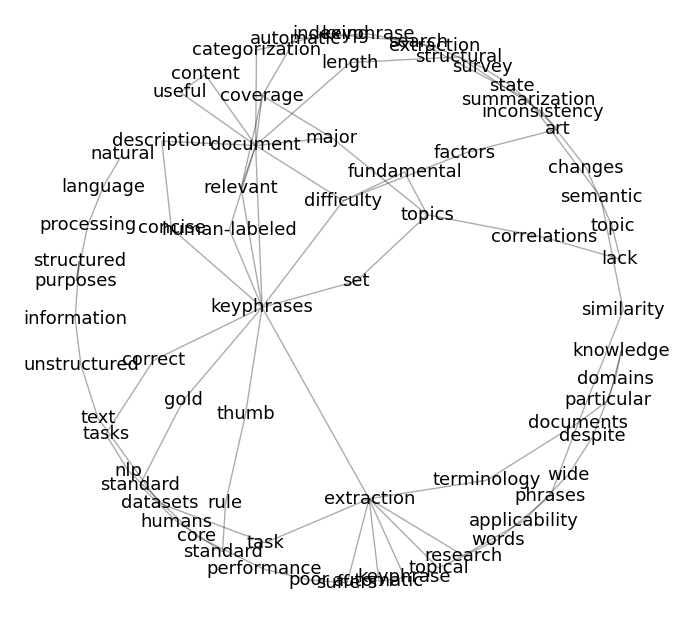 indexing keyphrase
automatic
search
extraction
categorization
structural
length
survey
content
state
useful
coverage
summarization
inconsistency
art
major
description
document
factors
natural
changes
fundamental
language
relevant
semantic
difficulty
topics
processing
concise
human-labeled
topic
correlations
structured
lack
purposes
set
keyphrases
similarity
information
knowledge
unstructured
correct
domains
gold
particular
thumb
text
documents
tasks
despite
nlp
wide
terminology
standard
phrases
datasets
rule
extraction
humans
applicability
core
words
task
standard
research
performance
topical
keyphrase
poor
automatic
suffers